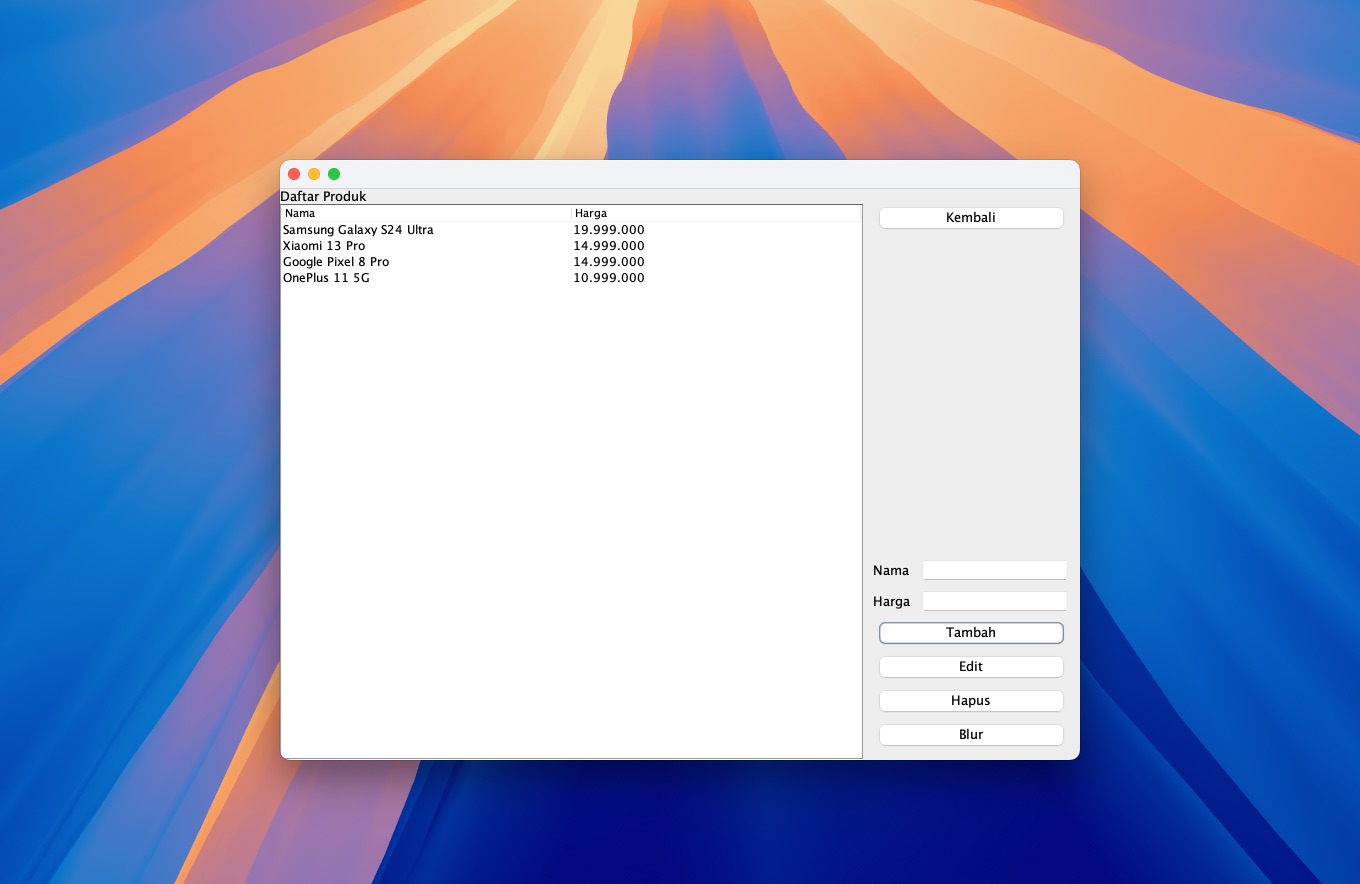 Daftar Produk
Nama Harga
Samsung Galaxy S24 Ultra 19.999.000
Xiaomi 13 Pro 14.999.000
Google Pixel 8 Pro 14.999.000
OnePlus 11 5G 10.999.000
Kembali
Nama
Harga
Tambah
Edit
Hapus
Blur